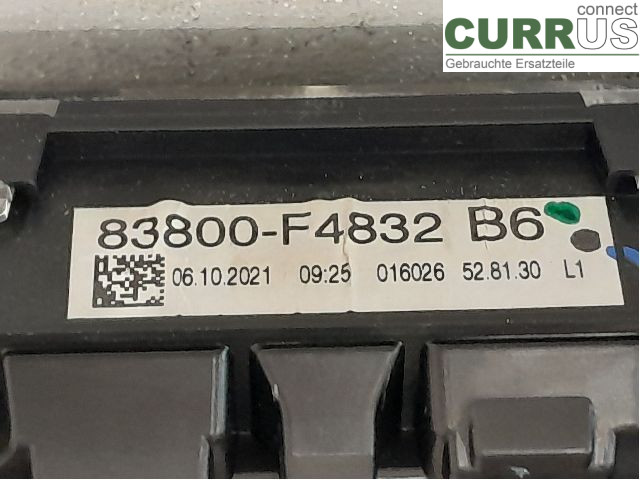 connect
CURRUS
Gebrauchte Ersatzteile
83800-F4832 B6
06.10.2021 09:25 016026 52.81.30 L1